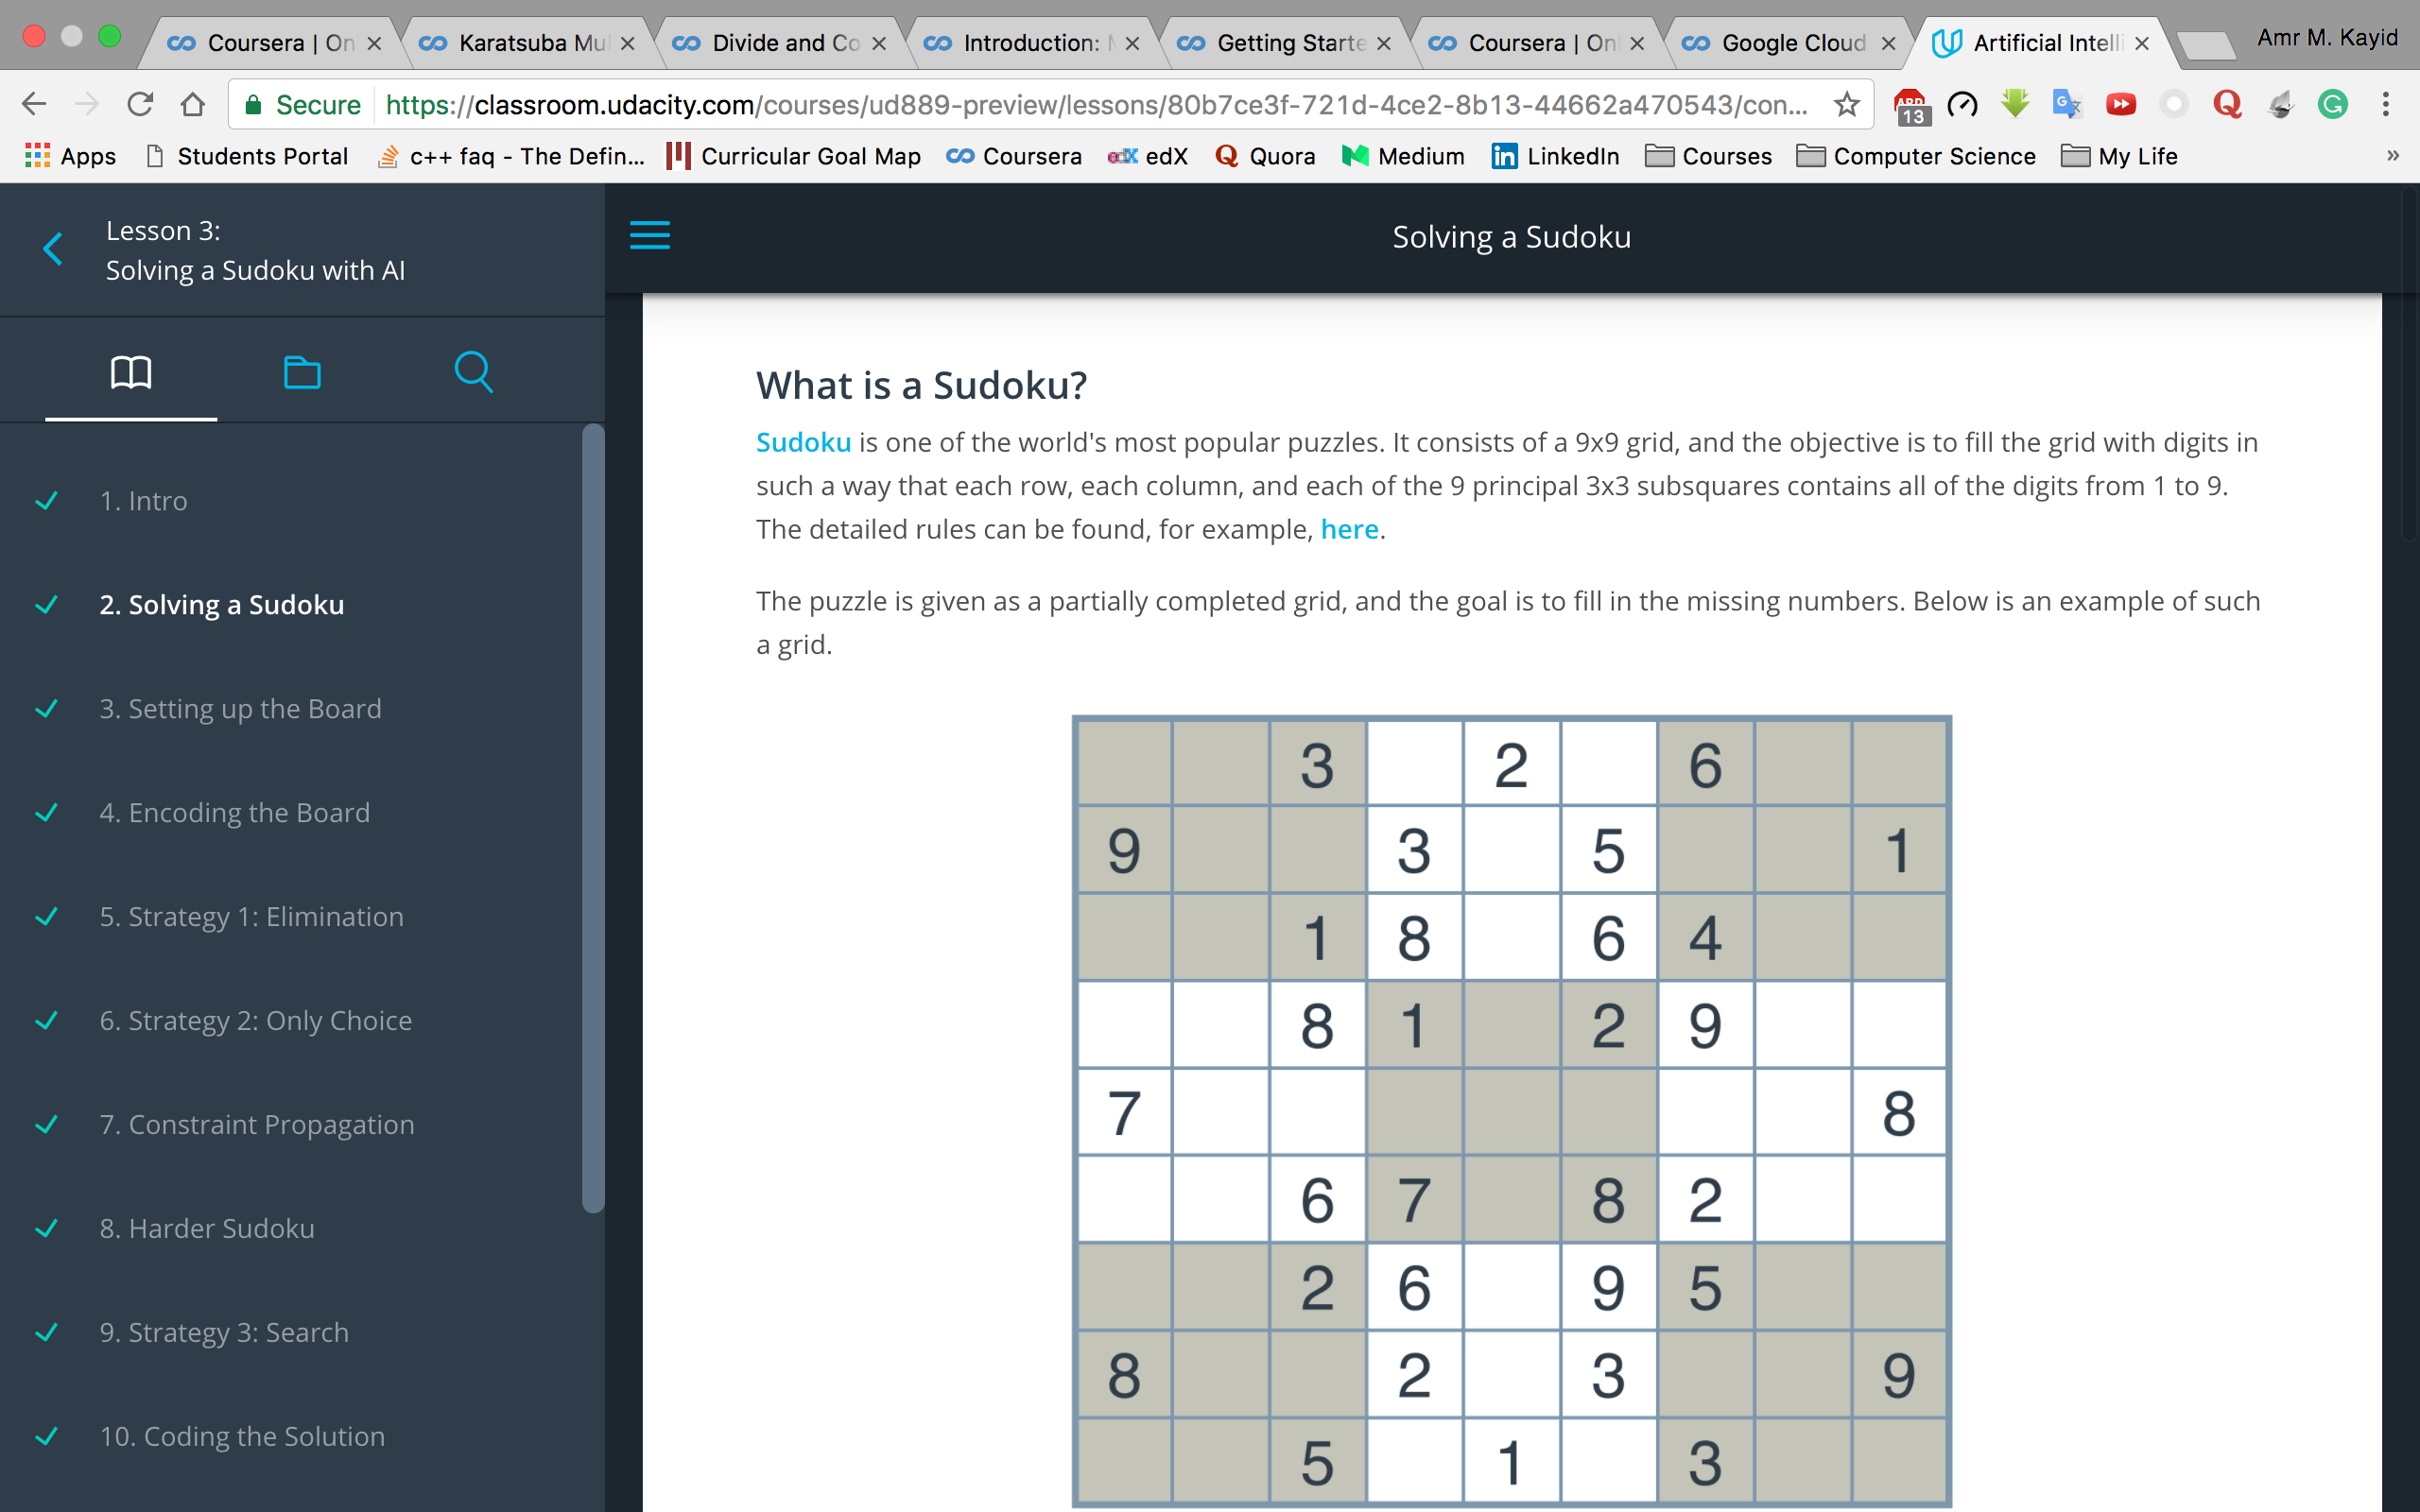 Coursera | On
Karatsuba Mul
Divide and Co
Introduction: M
Getting Starte
Coursera | Onl
Google Cloud
Artificial Intelli
Amr M. Kayid
Secure https://classroom.udacity.com/courses/ud889-preview/lessons/80b7ce3f-721d-4ce2-8b13-44662a470543/con...
ABP
13
Apps Students Portal c++ faq - The Defin... Curricular Goal Map Coursera edX edX Quora Medium in LinkedIn Courses Computer Science My Life »
Lesson 3:
Solving a Sudoku with AI
1. Intro
2. Solving a Sudoku
3. Setting up the Board
4. Encoding the Board
5. Strategy 1: Elimination
6. Strategy 2: Only Choice
7. Constraint Propagation
8. Harder Sudoku
9. Strategy 3: Search
10. Coding the Solution
Solving a Sudoku
What is a Sudoku?
Sudoku is one of the world's most popular puzzles. It consists of a 9x9 grid, and the objective is to fill the grid with digits in
such a way that each row, each column, and each of the 9 principal 3x3 subsquares contains all of the digits from 1 to 9.
The detailed rules can be found, for example, here.
The puzzle is given as a partially completed grid, and the goal is to fill in the missing numbers. Below is an example of such
a grid.
3 2 6
9 3 5 1
1 8 6 4
8 1 2 9
7 8
6 7 8 2
2 6 9 5
8 2 3 9
5 1 3